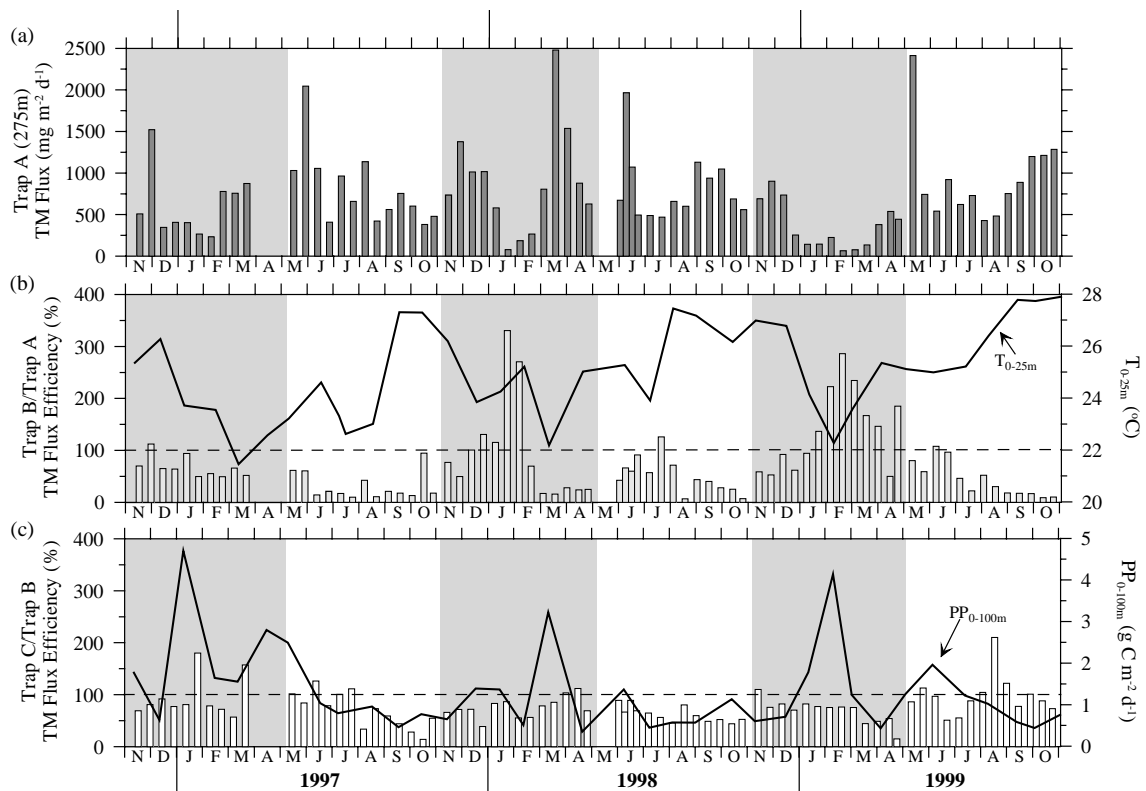 (a)
Trap A (275m)
TM Flux (mg m⁻² d⁻¹)
2500
2000
1500
1000
500
0
N D J F M A M J J A S O N D J F M A M J J A S O N D J F M A M J J A S O
(b)
Trap B/Trap A
TM Flux Efficiency (%)
400
300
200
100
0
T0-25m
28
26
24
22
20
T0-25m (ºC)
N D J F M A M J J A S O N D J F M A M J J A S O N D J F M A M J J A S O
(c)
Trap C/Trap B
TM Flux Efficiency (%)
400
300
200
100
0
PP0-100m
5
4
3
2
1
0
PP0-100m (g C m⁻² d⁻¹)
N D J F M A M J J A S O N D J F M A M J J A S O N D J F M A M J J A S O
1997 1998 1999